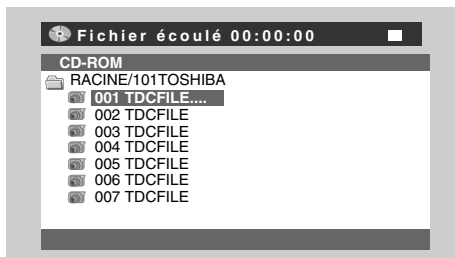 Fichier écoulé 00:00:00
CD-ROM
RACINE/101TOSHIBA
001 TDCFILE....
002 TDCFILE
003 TDCFILE
004 TDCFILE
005 TDCFILE
006 TDCFILE
007 TDCFILE